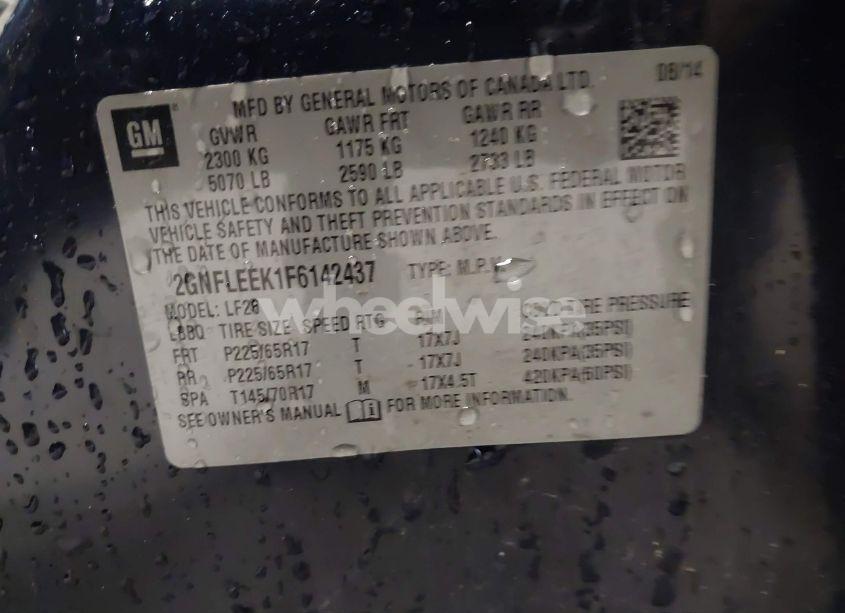 MFD BY GENERAL MOTORS OF CANADA LTD. 08/14
GM
GVWR GAWR FRT GAWR RR
2300 KG 1175 KG 1240 KG
5070 LB 2590 LB 2733 LB
THIS VEHICLE CONFORMS TO ALL APPLICABLE U.S. FEDERAL MOTOR
VEHICLE SAFETY AND THEFT PREVENTION STANDARDS IN EFFECT ON
THE DATE OF MANUFACTURE SHOWN ABOVE.
2GNFLEEK1F6142437 TYPE: M.P.V.
MODEL: LF26
wheelwise
TIRE SIZE SPEED RTG RIM PRESSURE
FRT P225/65R17 T 17X7J 240KPA(35PSI)
RR P225/65R17 T 17X7J 240KPA(35PSI)
SPA T145/70R17 M 17X4.5T 420KPA(60PSI)
SEE OWNER'S MANUAL FOR MORE INFORMATION.